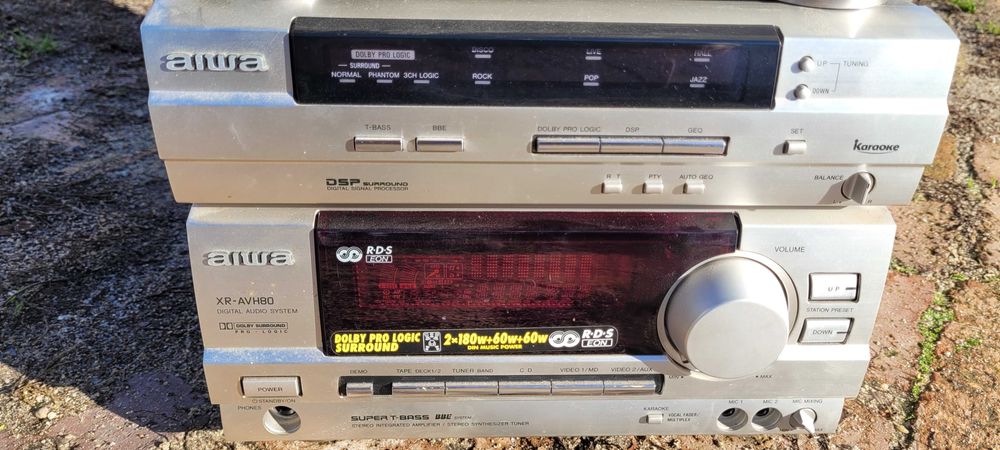 aiwa
DOLBY PRO LOGIC
SURROUND
NORMAL PHANTOM 3CH LOGIC
DISCO
LIVE
HALL
ROCK
POP
JAZZ
UP
DOWN
TUNING
T-BASS
BBE
DOLBY PRO LOGIC
DSP
GEQ
SET
Karaoke
DSP SURROUND
DIGITAL SIGNAL PROCESSOR
R T
PTY
AUTO GEQ
BALANCE
L
R
aiwa
XR-AVH80
DIGITAL AUDIO SYSTEM
DOLBY SURROUND
PRO · LOGIC
R·D·S
EON
DOLBY PRO LOGIC
SURROUND
2×180W+60W+60W
DIN MUSIC POWER
R·D·S
EON
VOLUME
UP
STATION PRESET
DOWN
MIN
MAX
POWER
STANDBY/ON
PHONES
DEMO
TAPE DECK1/2
TUNER BAND
C D
VIDEO 1/MD
VIDEO 2/AUX
SUPER T-BASS BBE SYSTEM
STEREO INTEGRATED AMPLIFIER / STEREO SYNTHESIZER TUNER
KARAOKE
VOCAL FADER/
MULTIPLEX
MIC 1
MIC 2
MIC MIXING